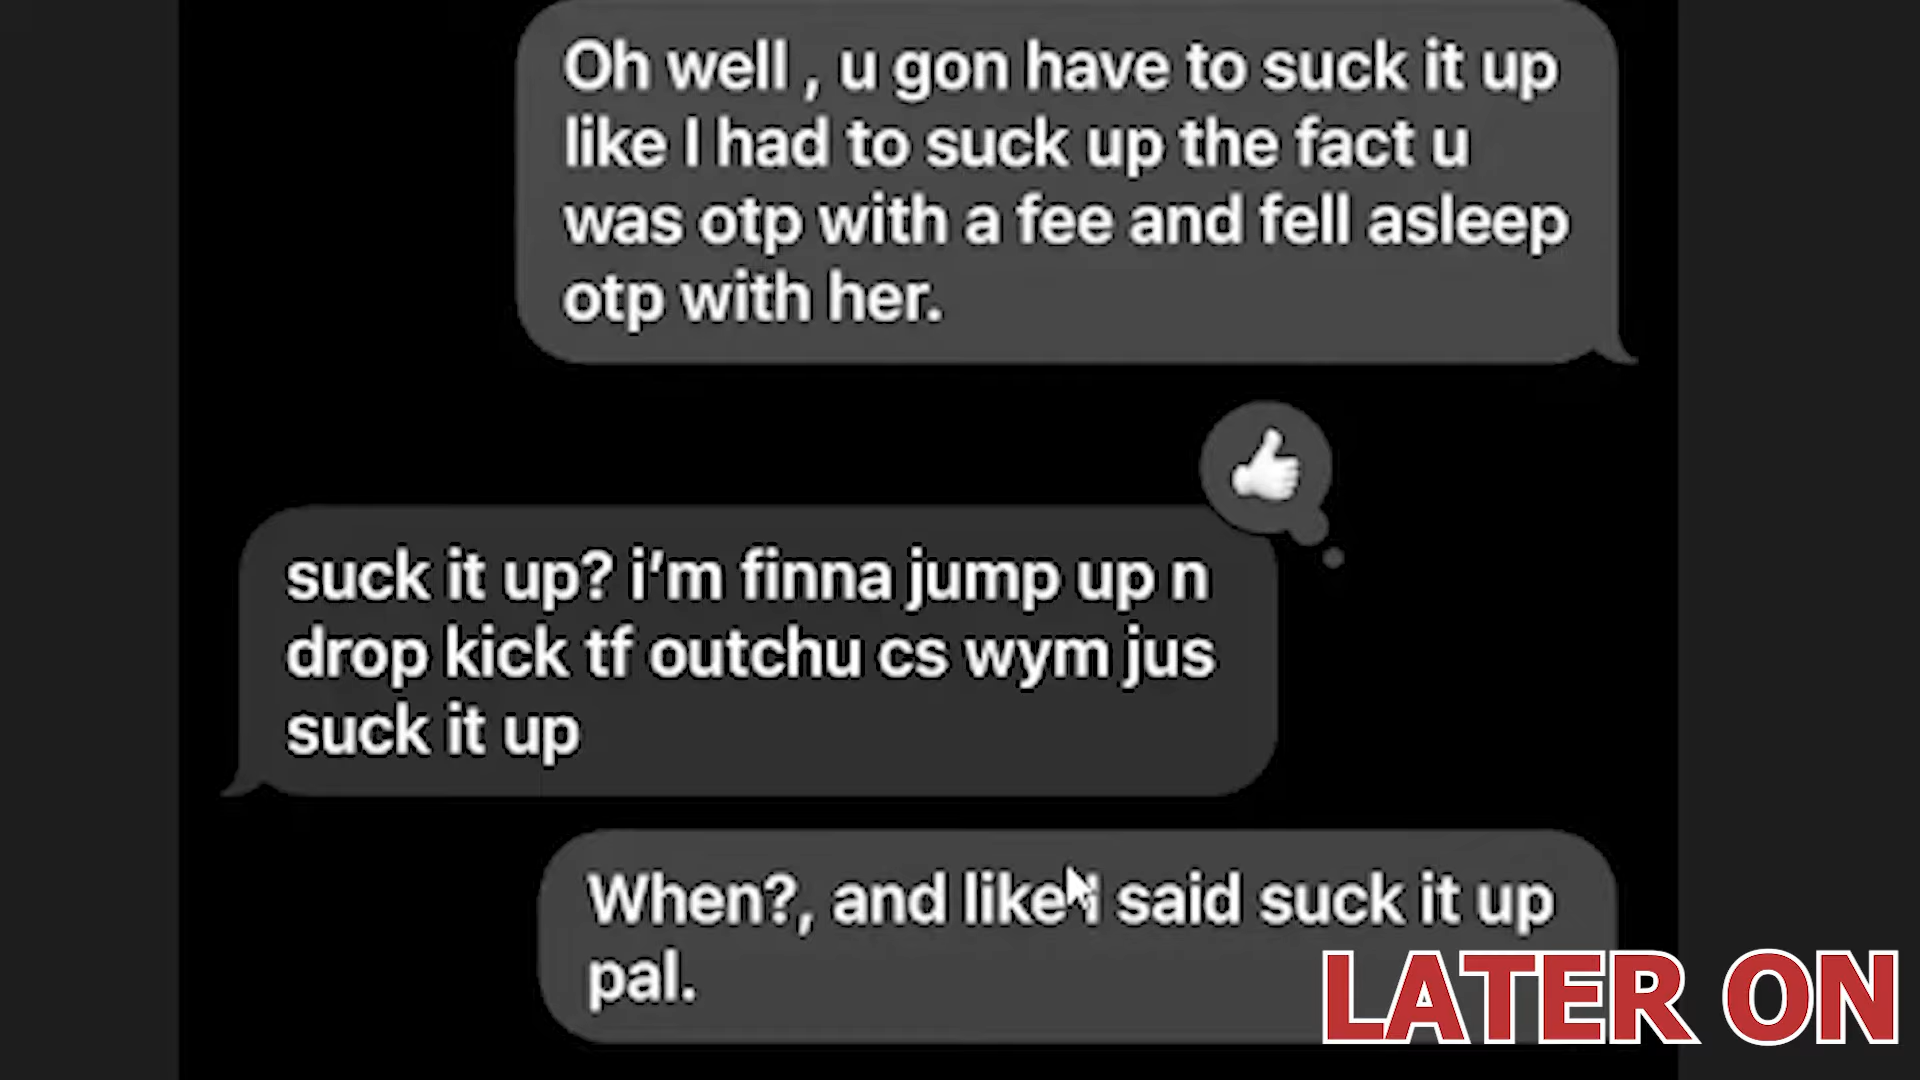 Oh well , u gon have to suck it up
like I had to suck up the fact u
was otp with a fee and fell asleep
otp with her.
suck it up? i'm finna jump up n
drop kick tf outchu cs wym jus
suck it up
When?, and like I said suck it up
pal.
LATER ON